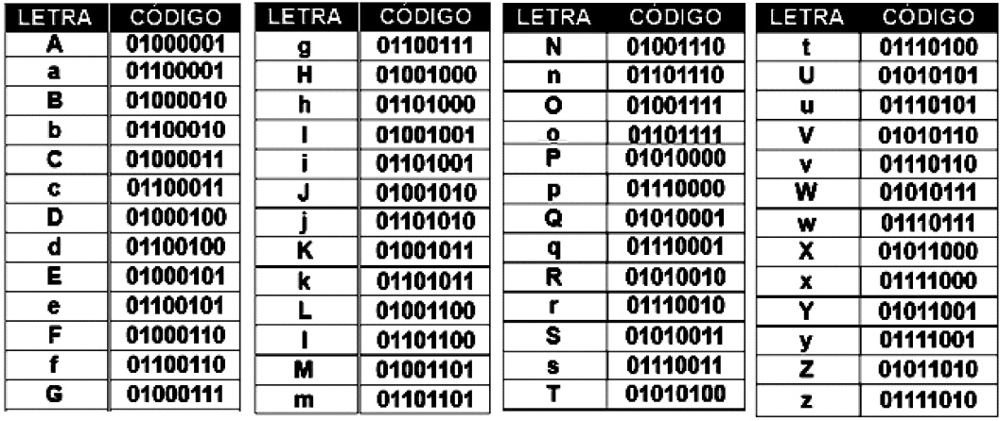 LETRA CÓDIGO
A 01000001
a 01100001
B 01000010
b 01100010
C 01000011
c 01100011
D 01000100
d 01100100
E 01000101
e 01100101
F 01000110
f 01100110
G 01000111
LETRA CÓDIGO
g 01100111
H 01001000
h 01101000
I 01001001
i 01101001
J 01001010
j 01101010
K 01001011
k 01101011
L 01001100
l 01101100
M 01001101
m 01101101
LETRA CÓDIGO
N 01001110
n 01101110
O 01001111
o 01101111
P 01010000
p 01110000
Q 01010001
q 01110001
R 01010010
r 01110010
S 01010011
s 01110011
T 01010100
LETRA CÓDIGO
t 01110100
U 01010101
u 01110101
V 01010110
v 01110110
W 01010111
w 01110111
X 01011000
x 01111000
Y 01011001
y 01111001
Z 01011010
z 01111010